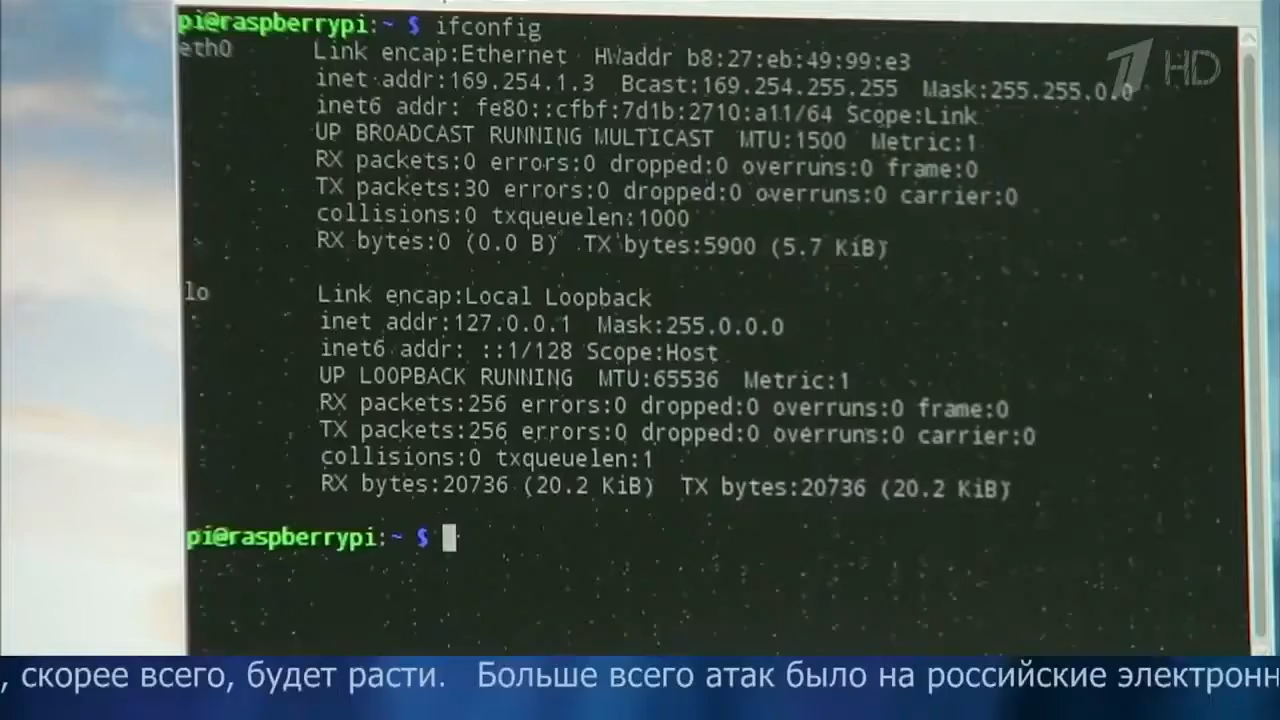 pi@raspberrypi:~ $ ifconfig
eth0 Link encap:Ethernet HWaddr b8:27:eb:49:99:e3
inet addr:169.254.1.3 Bcast:169.254.255.255 Mask:255.255.0.0
inet6 addr: fe80::cfbf:7d1b:2710:a11/64 Scope:Link
UP BROADCAST RUNNING MULTICAST MTU:1500 Metric:1
RX packets:0 errors:0 dropped:0 overruns:0 frame:0
TX packets:30 errors:0 dropped:0 overruns:0 carrier:0
collisions:0 txqueuelen:1000
RX bytes:0 (0.0 B) TX bytes:5900 (5.7 KiB)
lo Link encap:Local Loopback
inet addr:127.0.0.1 Mask:255.0.0.0
inet6 addr: ::1/128 Scope:Host
UP LOOPBACK RUNNING MTU:65536 Metric:1
RX packets:256 errors:0 dropped:0 overruns:0 frame:0
TX packets:256 errors:0 dropped:0 overruns:0 carrier:0
collisions:0 txqueuelen:1
RX bytes:20736 (20.2 KiB) TX bytes:20736 (20.2 KiB)
pi@raspberrypi:~ $
1 HD
, скорее всего, будет расти. Больше всего атак было на российские электронн